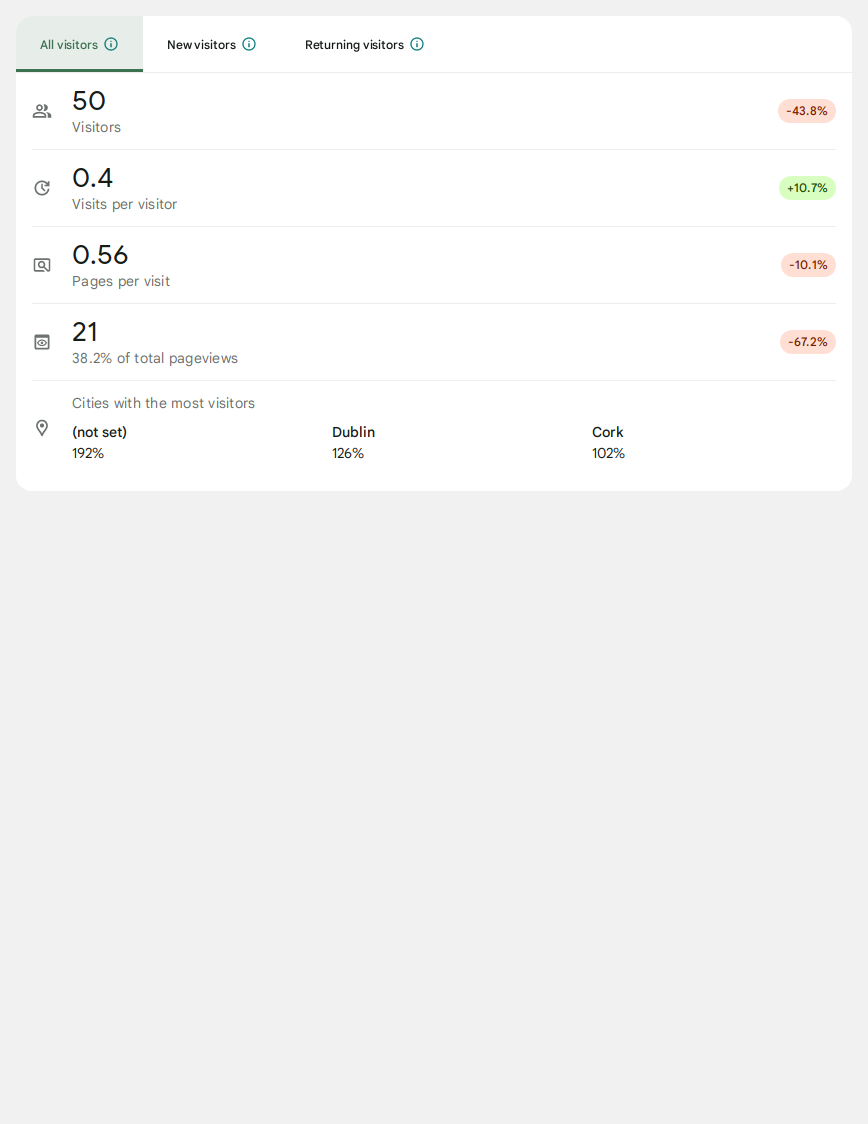 All visitors
New visitors
Returning visitors
50
Visitors
-43.8%
0.4
Visits per visitor
+10.7%
0.56
Pages per visit
-10.1%
21
38.2% of total pageviews
-67.2%
Cities with the most visitors
(not set)
Dublin
Cork
192%
126%
102%